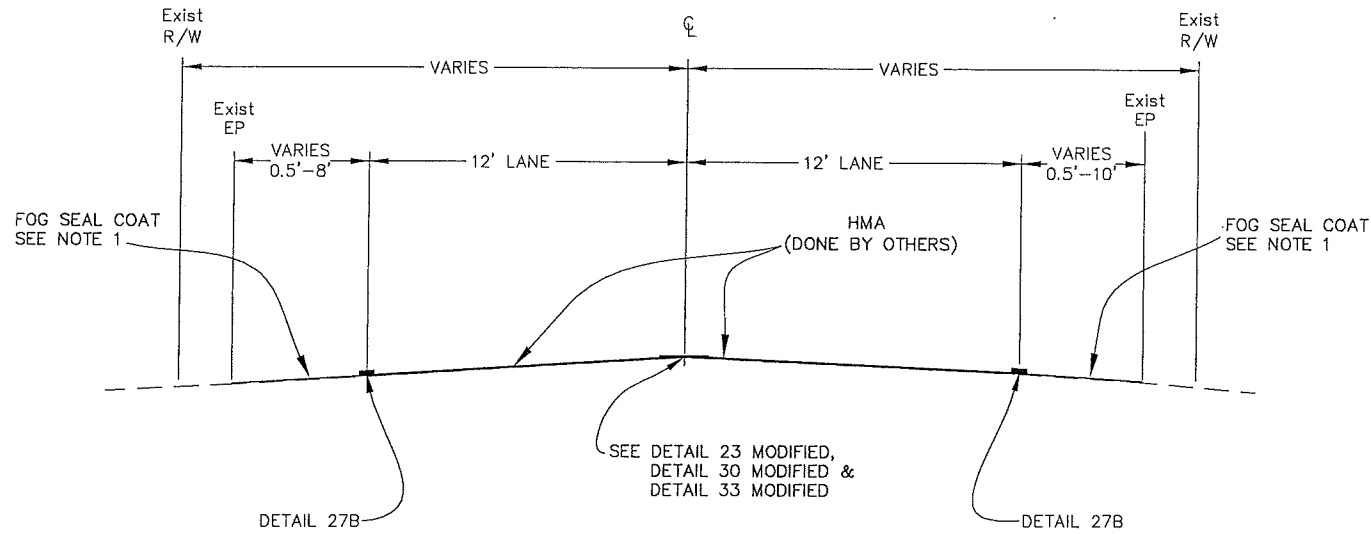 Exist
R/W
℄
Exist
R/W
VARIES
VARIES
Exist
EP
Exist
EP
VARIES
0.5'-8'
12' LANE
12' LANE
VARIES
0.5'-10'
FOG SEAL COAT
SEE NOTE 1
HMA
(DONE BY OTHERS)
FOG SEAL COAT
SEE NOTE 1
SEE DETAIL 23 MODIFIED,
DETAIL 30 MODIFIED &
DETAIL 33 MODIFIED
DETAIL 27B
DETAIL 27B